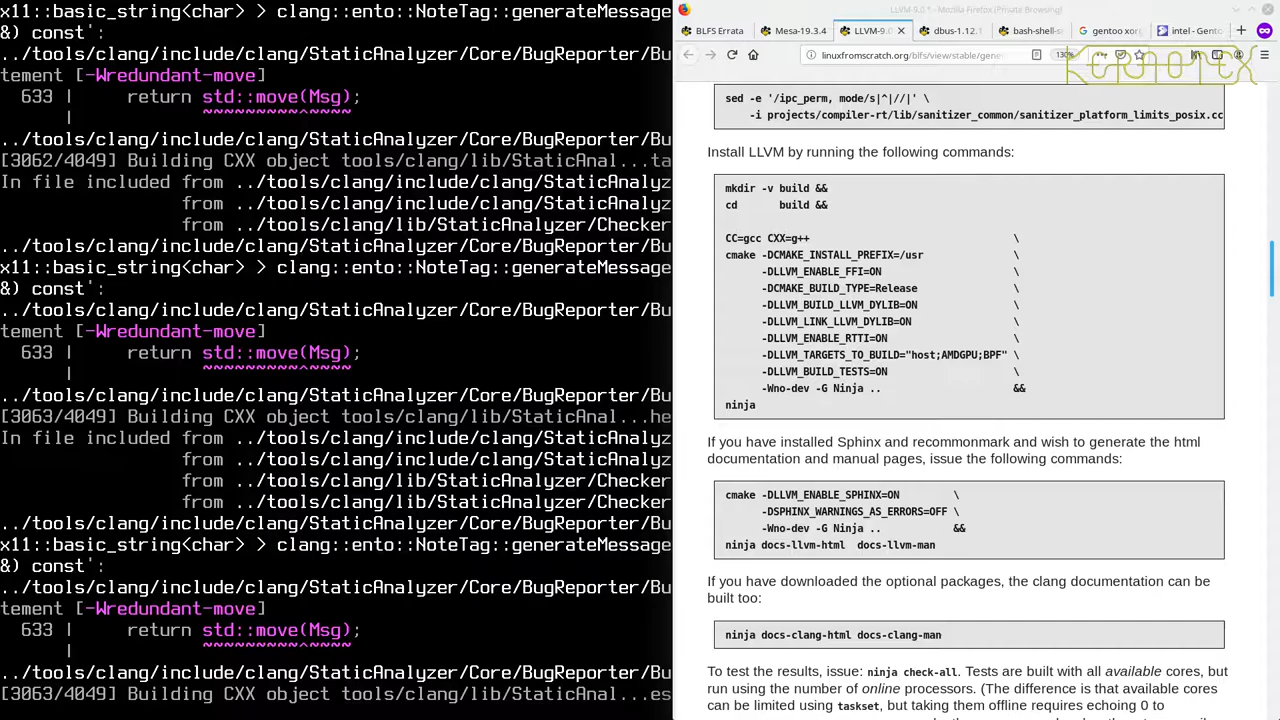 x11::basic_string<char> > clang::ento::NoteTag::generateMessage
&) const':
../tools/clang/include/clang/StaticAnalyzer/Core/BugReporter/Bu
tement [-Wredundant-move]
633 |     return std::move(Msg);
|            ~~~~~~~~~^~~~~
../tools/clang/include/clang/StaticAnalyzer/Core/BugReporter/Bu
[3062/4049] Building CXX object tools/clang/lib/StaticAnal...ta
In file included from ../tools/clang/include/clang/StaticAnalyz
from ../tools/clang/include/clang/StaticAnalyz
from ../tools/clang/lib/StaticAnalyzer/Checker
../tools/clang/include/clang/StaticAnalyzer/Core/BugReporter/Bu
x11::basic_string<char> > clang::ento::NoteTag::generateMessage
&) const':
../tools/clang/include/clang/StaticAnalyzer/Core/BugReporter/Bu
tement [-Wredundant-move]
633 |     return std::move(Msg);
|            ~~~~~~~~~^~~~~
../tools/clang/include/clang/StaticAnalyzer/Core/BugReporter/Bu
[3063/4049] Building CXX object tools/clang/lib/StaticAnal...he
In file included from ../tools/clang/include/clang/StaticAnalyz
from ../tools/clang/include/clang/StaticAnalyz
from ../tools/clang/lib/StaticAnalyzer/Checker
from ../tools/clang/lib/StaticAnalyzer/Checker
../tools/clang/include/clang/StaticAnalyzer/Core/BugReporter/Bu
x11::basic_string<char> > clang::ento::NoteTag::generateMessage
&) const':
../tools/clang/include/clang/StaticAnalyzer/Core/BugReporter/Bu
tement [-Wredundant-move]
633 |     return std::move(Msg);
|            ~~~~~~~~~^~~~~
../tools/clang/include/clang/StaticAnalyzer/Core/BugReporter/Bu
[3063/4049] Building CXX object tools/clang/lib/StaticAnal...es
LLVM-9.0.1 - Mozilla Firefox (Private Browsing)
BLFS Errata
Mesa-19.3.4
LLVM-9.0
dbus-1.12.1
bash-shell-s
gentoo xorg
intel - Gento
linuxfromscratch.org/blfs/view/stable/gene
130%
sed -e '/ipc_perm, mode/s|^|//|' \
-i projects/compiler-rt/lib/sanitizer_common/sanitizer_platform_limits_posix.cc
Install LLVM by running the following commands:
mkdir -v build &&
cd       build &&
CC=gcc CXX=g++ \
cmake -DCMAKE_INSTALL_PREFIX=/usr \
-DLLVM_ENABLE_FFI=ON \
-DCMAKE_BUILD_TYPE=Release \
-DLLVM_BUILD_LLVM_DYLIB=ON \
-DLLVM_LINK_LLVM_DYLIB=ON \
-DLLVM_ENABLE_RTTI=ON \
-DLLVM_TARGETS_TO_BUILD="host;AMDGPU;BPF" \
-DLLVM_BUILD_TESTS=ON \
-Wno-dev -G Ninja .. &&
ninja
If you have installed Sphinx and recommonmark and wish to generate the html
documentation and manual pages, issue the following commands:
cmake -DLLVM_ENABLE_SPHINX=ON \
-DSPHINX_WARNINGS_AS_ERRORS=OFF \
-Wno-dev -G Ninja .. &&
ninja docs-llvm-html  docs-llvm-man
If you have downloaded the optional packages, the clang documentation can be
built too:
ninja docs-clang-html docs-clang-man
To test the results, issue: ninja check-all. Tests are built with all available cores, but
run using the number of online processors. (The difference is that available cores
can be limited using taskset, but taking them offline requires echoing 0 to